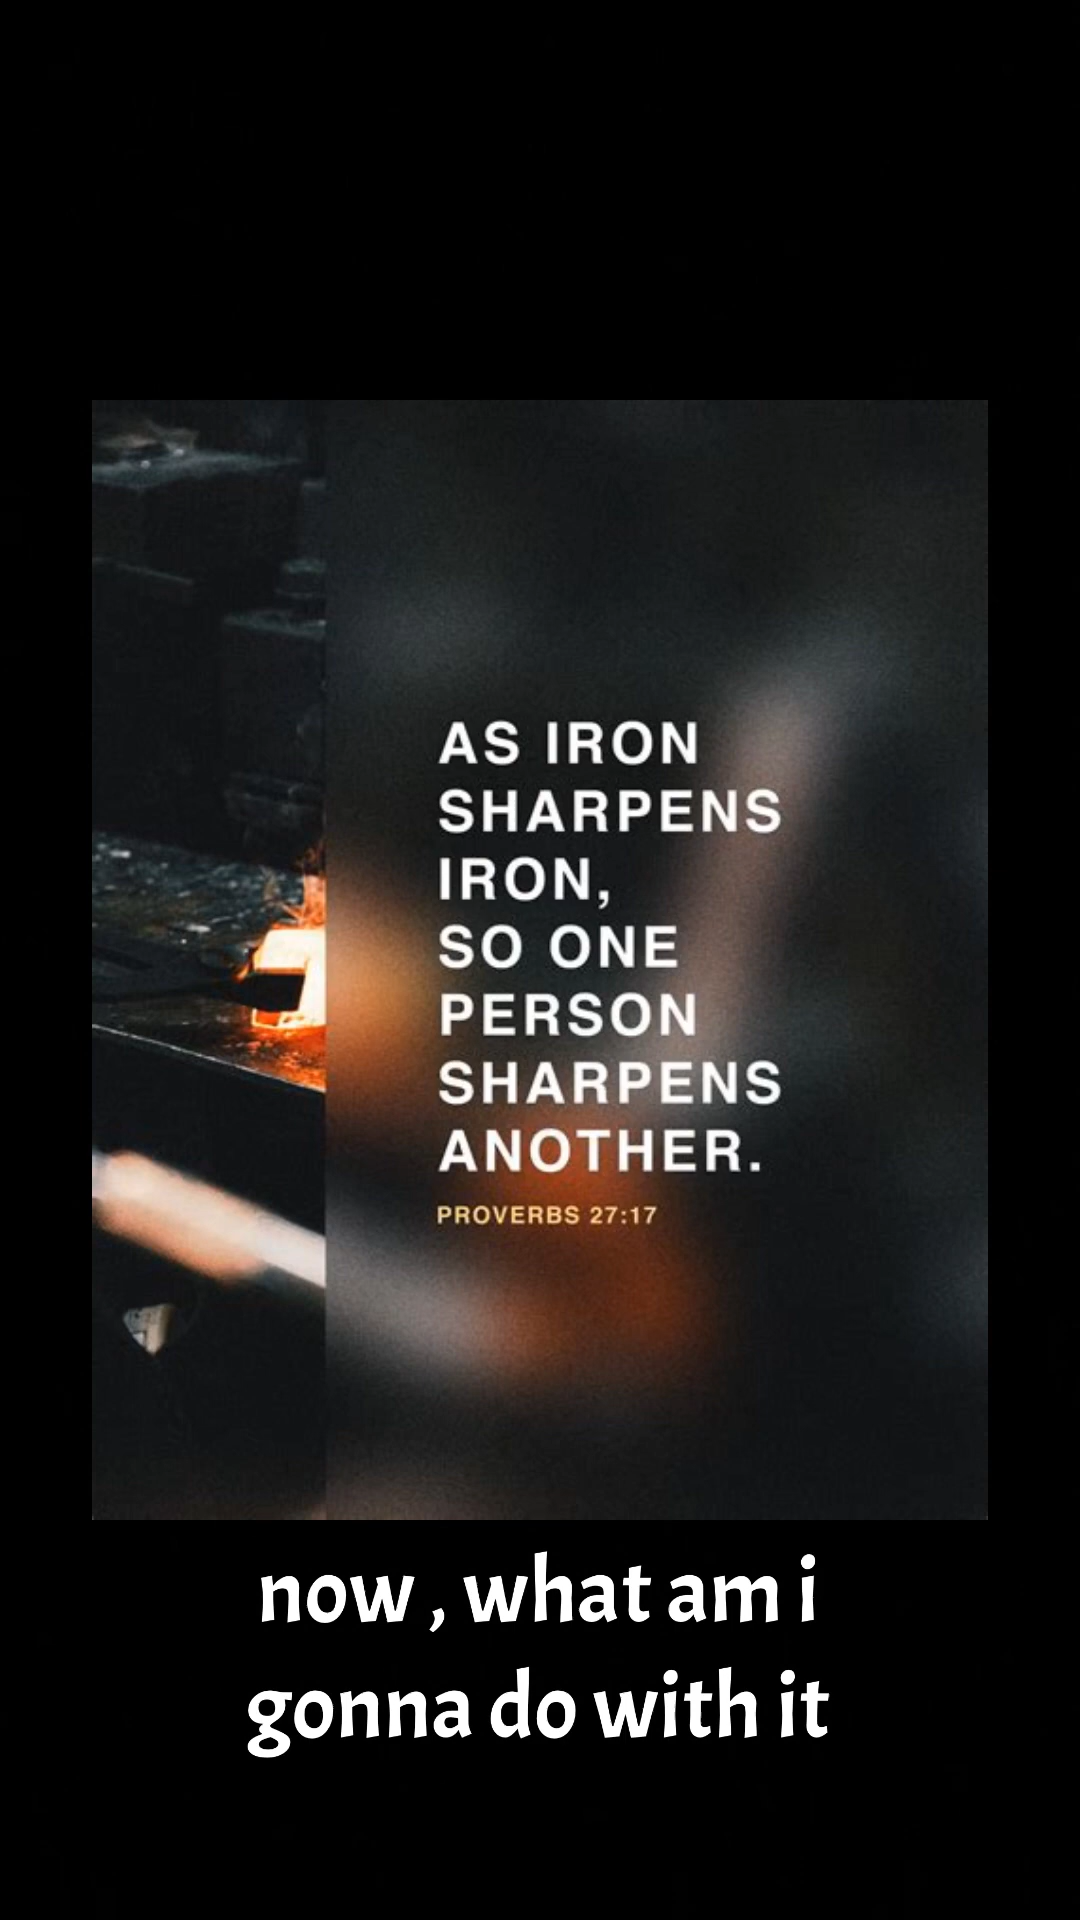 AS IRON
SHARPENS
IRON,
SO ONE
PERSON
SHARPENS
ANOTHER.
PROVERBS 27:17
now , what am i
gonna do with it